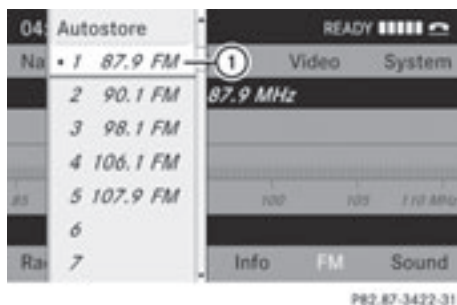 04: Autostore READY
Na • 1 87.9 FM 1 Video System
2 90.1 FM 87.9 MHz
3 98.1 FM
4 106.1 FM
5 107.9 FM 85 100 105 110 MHz
6
Ra 7 Info FM Sound
P82.87-3422-31